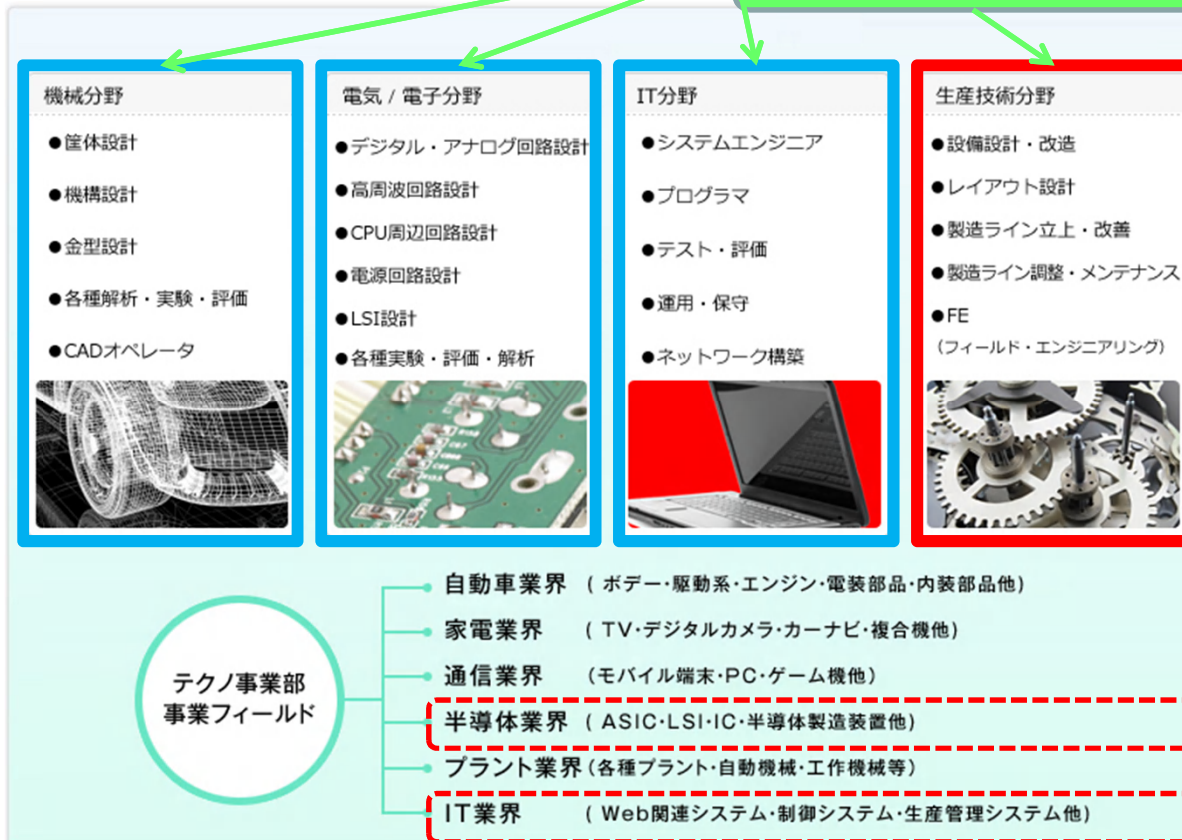 機械分野
●筐体設計
●機構設計
●金型設計
●各種解析・実験・評価
●CADオペレータ
電気 / 電子分野
●デジタル・アナログ回路設計
●高周波回路設計
●CPU周辺回路設計
●電源回路設計
●LSI設計
●各種実験・評価・解析
IT分野
●システムエンジニア
●プログラマ
●テスト・評価
●運用・保守
●ネットワーク構築
生産技術分野
●設備設計・改造
●レイアウト設計
●製造ライン立上・改善
●製造ライン調整・メンテナンス
●FE
(フィールド・エンジニアリング)
テクノ事業部
事業フィールド
自動車業界 ( ボデー・駆動系・エンジン・電装部品・内装部品他)
家電業界 ( TV・デジタルカメラ・カーナビ・複合機他)
通信業界 (モバイル端末・PC・ゲーム機他)
半導体業界 ( ASIC・LSI・IC・半導体製造装置他)
プラント業界 (各種プラント・自動機械・工作機械等)
IT業界 ( Web関連システム・制御システム・生産管理システム他)